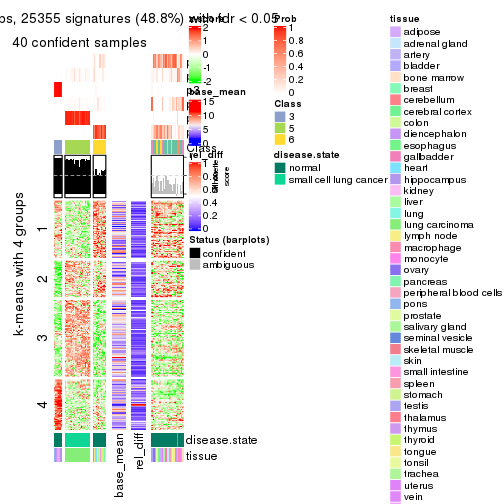 25355 signatures (48.8%) with fdr < 0.05
40 confident samples
z-score
2
1
0
-1
-2
base_mean
15
10
5
0
rel_diff
1
0.8
0.6
0.4
0.2
0
Status (barplots)
confident
ambiguous
Prob
1
0.8
0.6
0.4
0.2
0
Class
3
5
6
disease.state
normal
small cell lung cancer
tissue
adipose
adrenal gland
artery
bladder
bone marrow
breast
cerebellum
cerebral cortex
colon
diencephalon
esophagus
gallbadder
heart
hippocampus
kidney
liver
lung
lung carcinoma
lymph node
macrophage
monocyte
ovary
pancreas
peripheral blood cells
pons
prostate
salivary gland
seminal vesicle
skeletal muscle
skin
small intestine
spleen
stomach
testis
thalamus
thymus
thyroid
tongue
tonsil
trachea
uterus
vein
Class
score
k-means with 4 groups
1
2
3
4
disease.state
tissue
base_mean
rel_diff